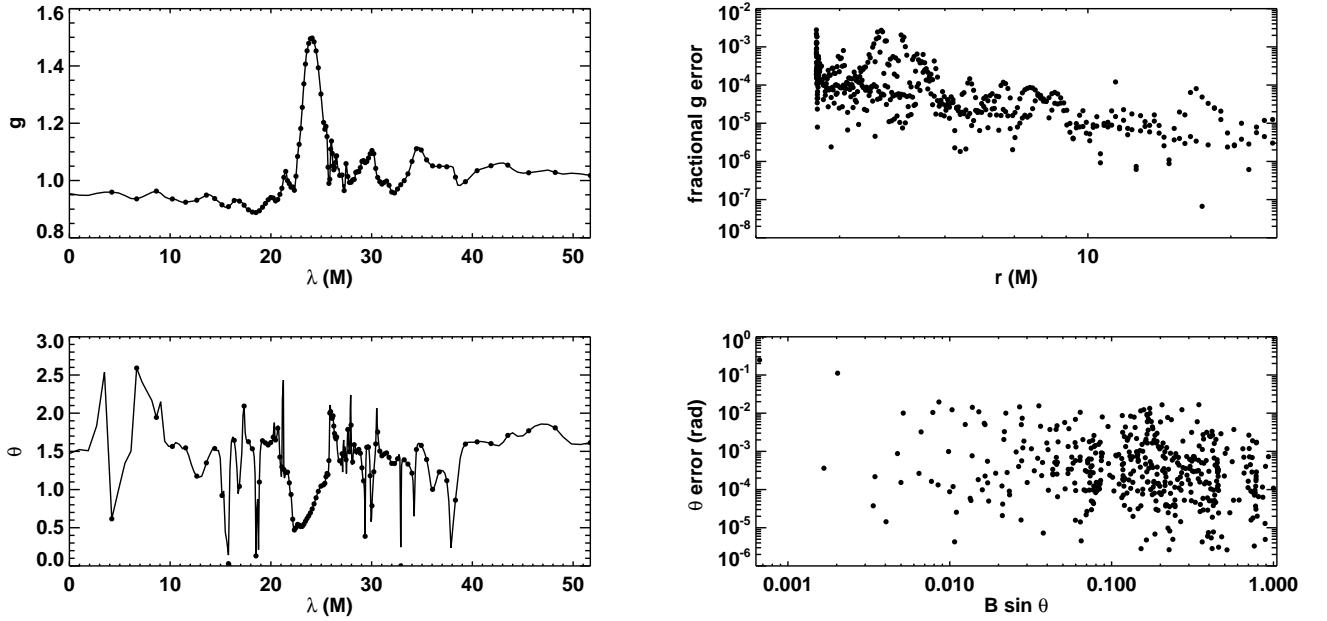 1.6
1.4
1.2
1.0
0.8
g
0 10 20 30 40 50
λ (M)
10^-2
10^-3
10^-4
10^-5
10^-6
10^-7
10^-8
fractional g error
10
r (M)
3.0
2.5
2.0
1.5
1.0
0.5
0.0
θ
0 10 20 30 40 50
λ (M)
10^0
10^-1
10^-2
10^-3
10^-4
10^-5
10^-6
θ error (rad)
0.001 0.010 0.100 1.000
B sin θ